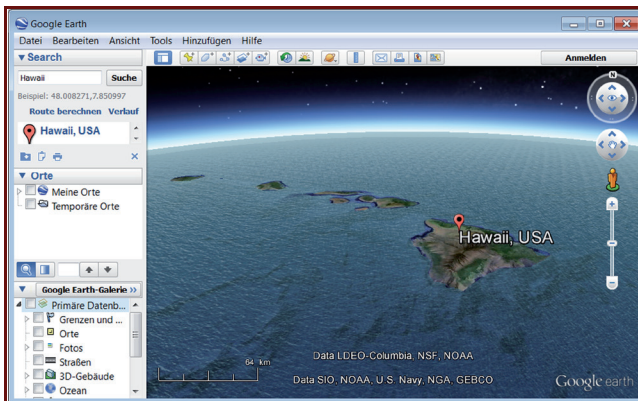 Google Earth
Datei Bearbeiten Ansicht Tools Hinzufügen Hilfe
Search
Hawaii Suche
Beispiel: 48.008271,7.850997
Route berechnen Verlauf
Hawaii, USA
Orte
Meine Orte
Temporäre Orte
Google Earth-Galerie >>
Primäre Datenb...
Grenzen und ...
Orte
Fotos
Straßen
3D-Gebäude
Ozean
Anmelden
N
Hawaii, USA
64 km
Data LDEO-Columbia, NSF, NOAA
Data SIO, NOAA, U.S. Navy, NGA, GEBCO
Google earth